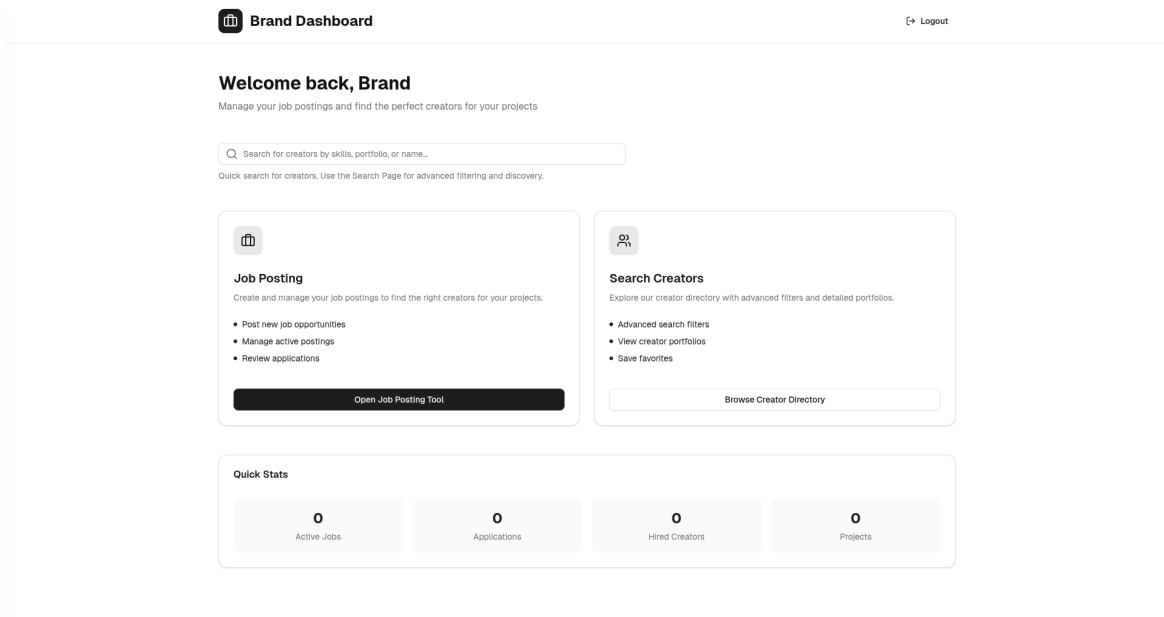 Brand Dashboard
Logout
Welcome back, Brand
Manage your job postings and find the perfect creators for your projects
Search for creators by skills, portfolio, or name...
Quick search for creators. Use the Search Page for advanced filtering and discovery.
Job Posting
Create and manage your job postings to find the right creators for your projects.
Post new job opportunities
Manage active postings
Review applications
Open Job Posting Tool
Search Creators
Explore our creator directory with advanced filters and detailed portfolios.
Advanced search filters
View creator portfolios
Save favorites
Browse Creator Directory
Quick Stats
0
Active Jobs
0
Applications
0
Hired Creators
0
Projects